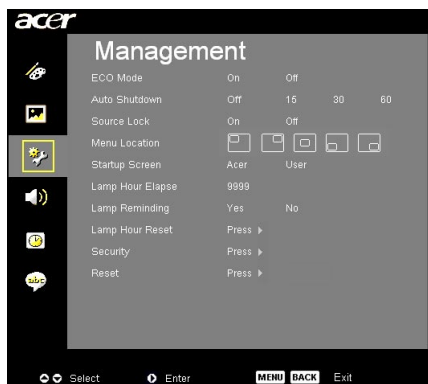 acer
Management
ECO Mode On Off
Auto Shutdown Off 15 30 60
Source Lock On Off
Menu Location
Startup Screen Acer User
Lamp Hour Elapse 9999
Lamp Reminding Yes No
Lamp Hour Reset Press
Security Press
Reset Press
abc
Select Enter MENU BACK Exit